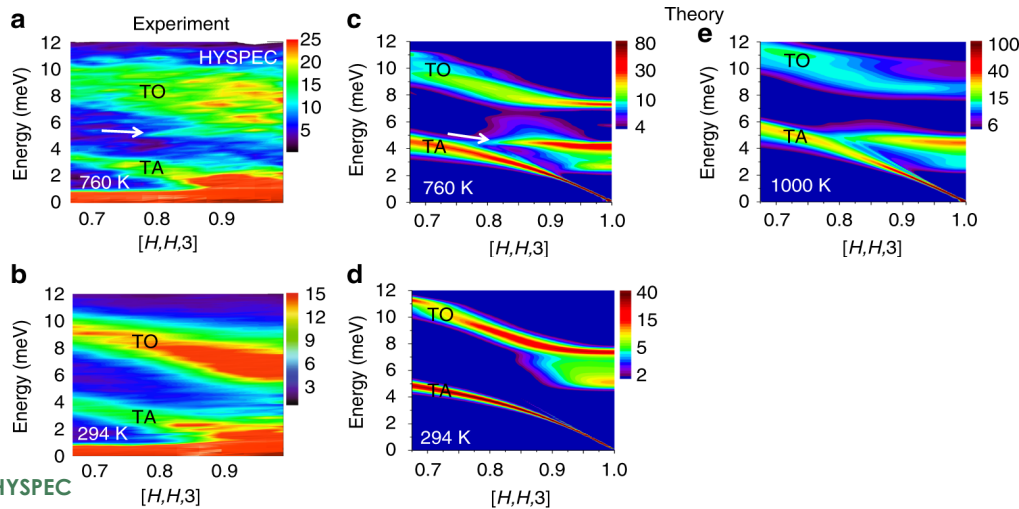 Experiment
Theory
a
HYSPEC
TO
TA
760 K
Energy (meV)
12
10
8
6
4
2
0
0.7 0.8 0.9
[H,H,3]
25
20
15
10
5
c
TO
TA
760 K
Energy (meV)
12
10
8
6
4
2
0
0.7 0.8 0.9 1.0
[H,H,3]
80
30
10
4
e
TO
TA
1000 K
Energy (meV)
12
10
8
6
4
2
0
0.7 0.8 0.9 1.0
[H,H,3]
100
40
15
6
b
TO
TA
294 K
Energy (meV)
12
10
8
6
4
2
0
0.7 0.8 0.9
[H,H,3]
15
12
9
6
3
d
TO
TA
294 K
Energy (meV)
12
10
8
6
4
2
0
0.7 0.8 0.9 1.0
[H,H,3]
40
15
5
2
HYSPEC